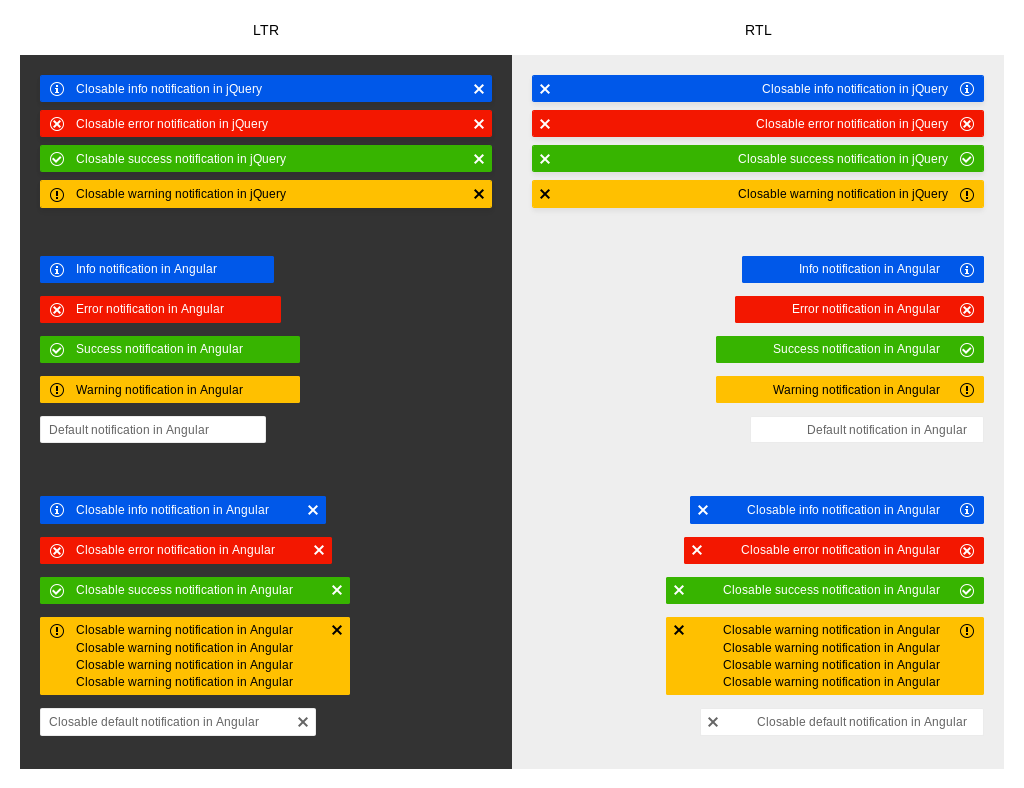 LTR
Closable info notification in jQuery
Closable error notification in jQuery
Closable success notification in jQuery
Closable warning notification in jQuery
Info notification in Angular
Error notification in Angular
Success notification in Angular
Warning notification in Angular
Default notification in Angular
Closable info notification in Angular
Closable error notification in Angular
Closable success notification in Angular
Closable warning notification in Angular
Closable warning notification in Angular
Closable warning notification in Angular
Closable warning notification in Angular
Closable default notification in Angular
RTL
Closable info notification in jQuery
Closable error notification in jQuery
Closable success notification in jQuery
Closable warning notification in jQuery
Info notification in Angular
Error notification in Angular
Success notification in Angular
Warning notification in Angular
Default notification in Angular
Closable info notification in Angular
Closable error notification in Angular
Closable success notification in Angular
Closable warning notification in Angular
Closable warning notification in Angular
Closable warning notification in Angular
Closable warning notification in Angular
Closable default notification in Angular